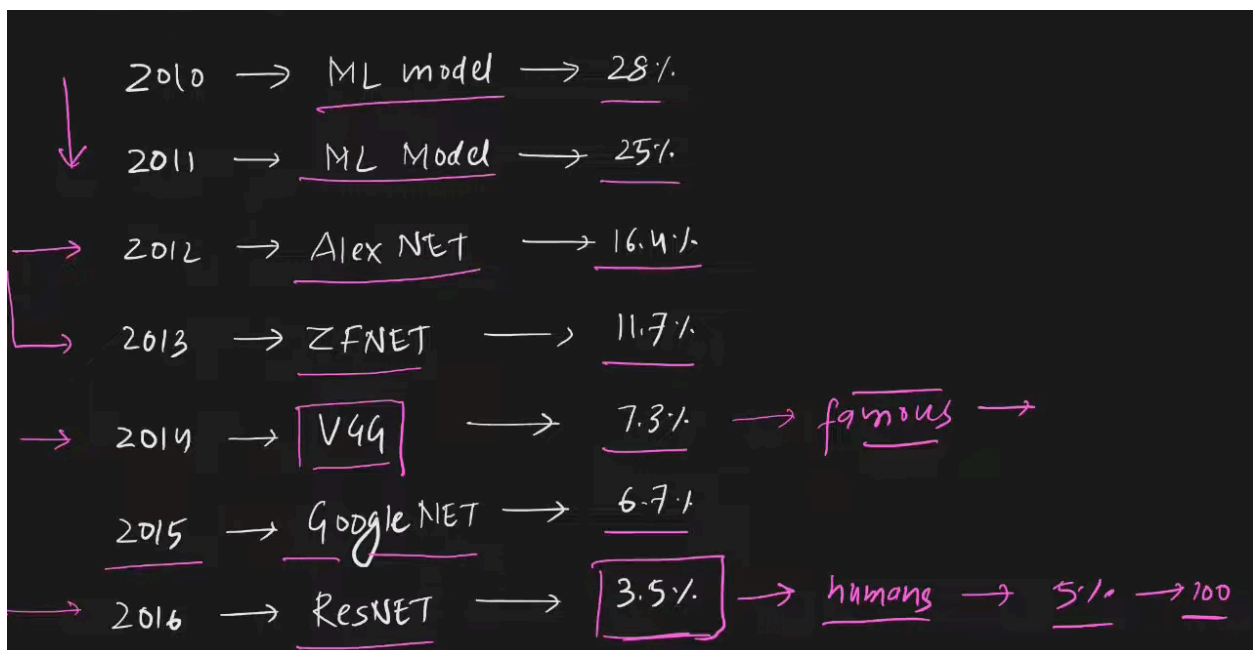 2010 → ML model → 28%
2011 → ML Model → 25%
2012 → Alex NET → 16.4%
2013 → ZFNET → 11.7%
2014 → VGG → 7.3% → famous →
2015 → Google NET → 6.7%
2016 → ResNET → 3.5% → humans → 5% → 100